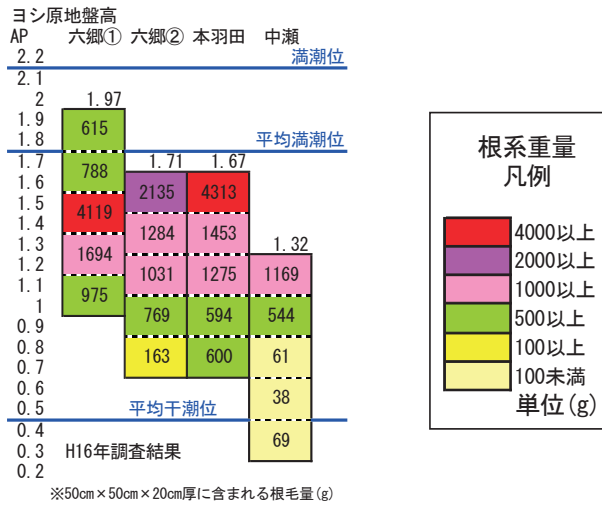 ヨシ原地盤高
AP 六郷① 六郷② 本羽田 中瀬
2.2 満潮位
2.1
2 1.97
1.9 615
1.8 平均満潮位
1.7 788 1.71 1.67
1.6 2135 4313
1.5 4119
1.4 1284 1453
1.3 1694 1.32
1.2 1031 1275 1169
1.1 975
1 769 594 544
0.9
0.8 163 600 61
0.7
0.6 38
0.5 平均干潮位
0.4 69
0.3 H16年調査結果
0.2
※50cm×50cm×20cm厚に含まれる根毛量(g)
根系重量
凡例
4000以上
2000以上
1000以上
500以上
100以上
100未満
単位(g)